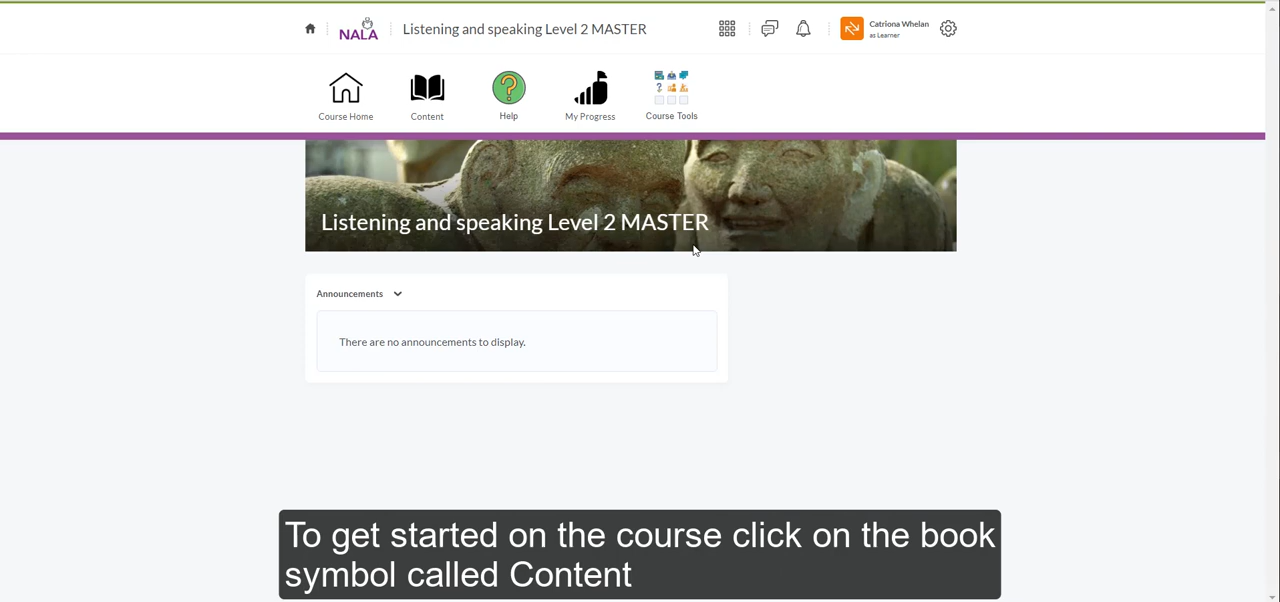 NALA
Listening and speaking Level 2 MASTER
Catriona Whelan
as Learner
Course Home
Content
Help
My Progress
Course Tools
Listening and speaking Level 2 MASTER
Announcements
There are no announcements to display.
To get started on the course click on the book
symbol called Content